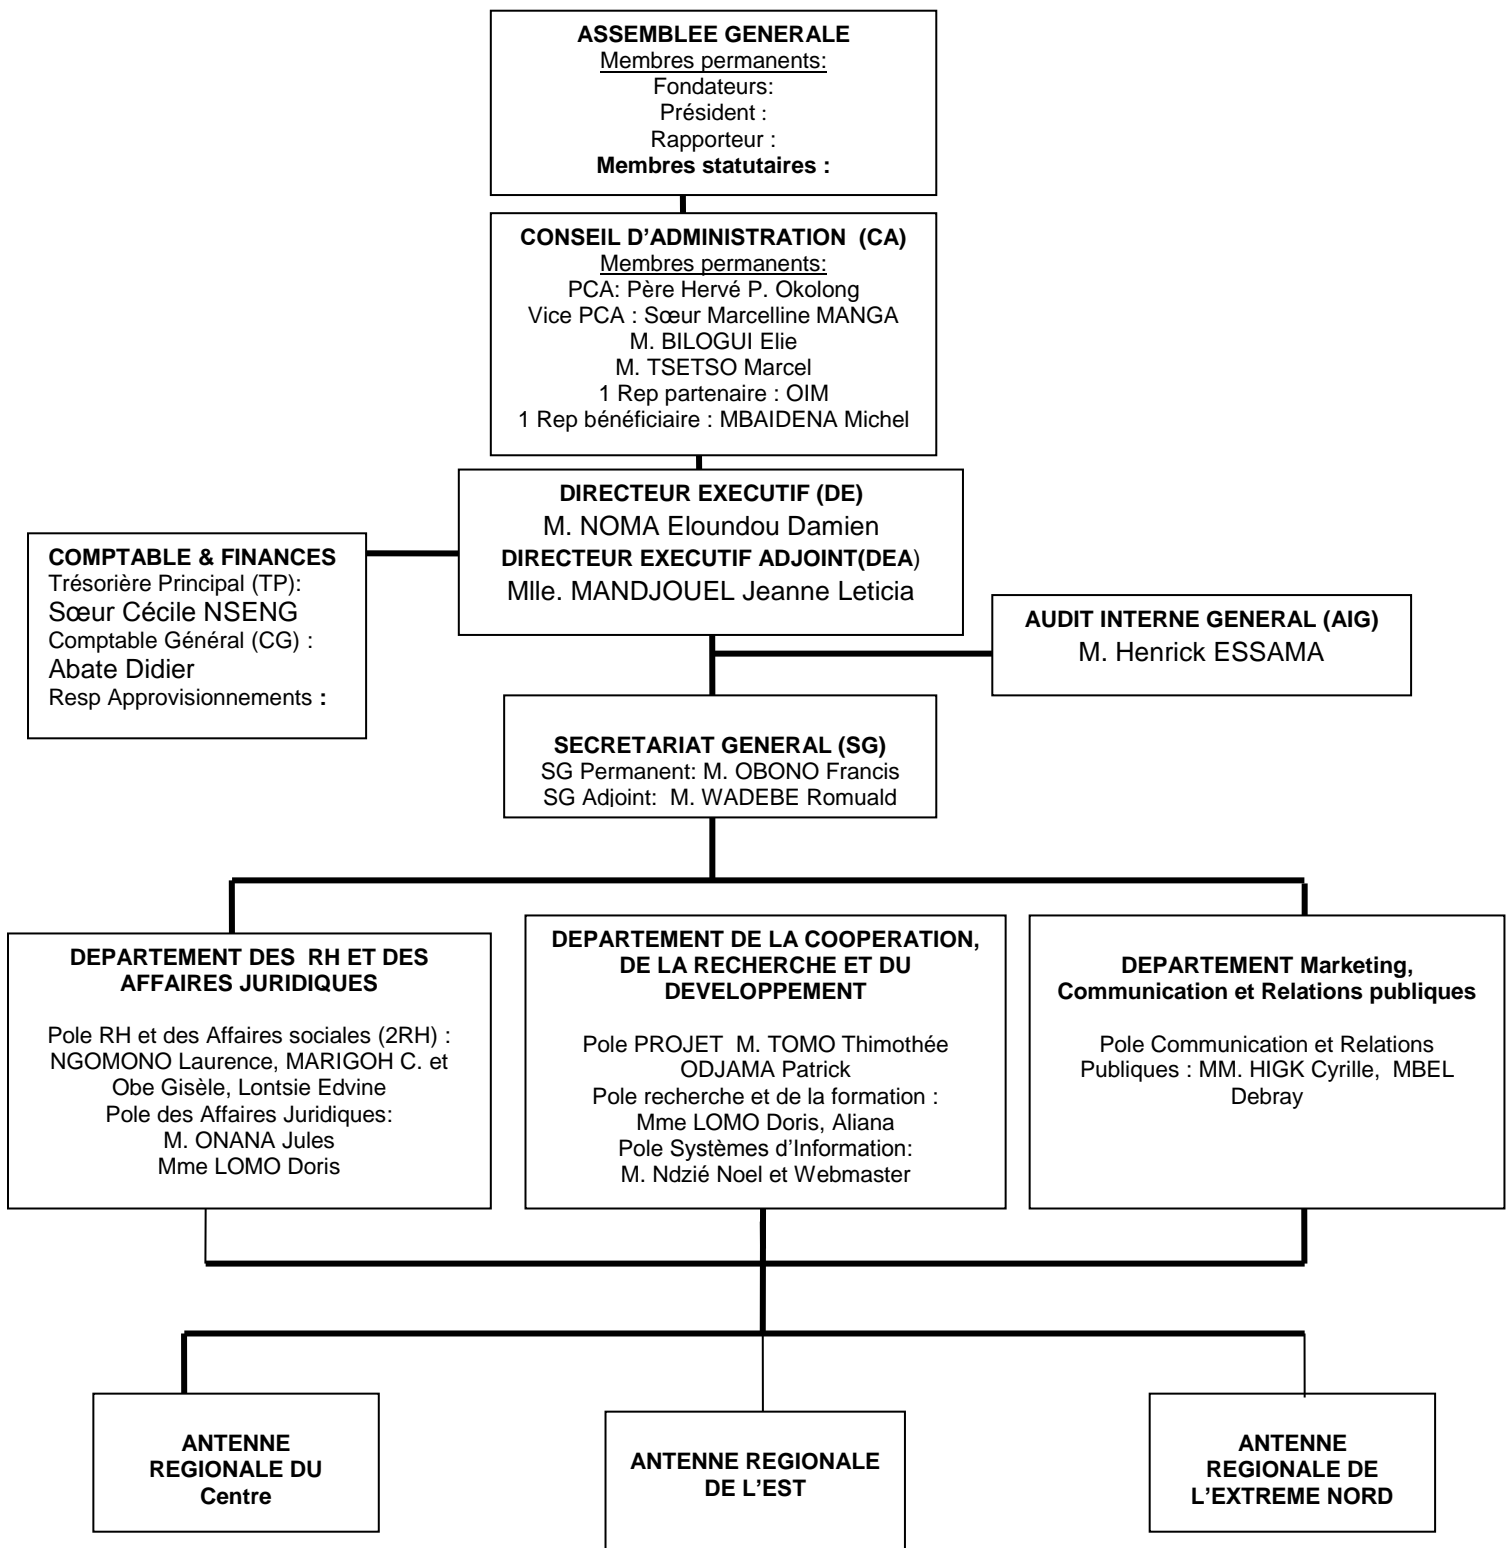 ASSEMBLEE GENERALE
Membres permanents:
Fondateurs:
Président :
Rapporteur :
Membres statutaires :
CONSEIL D’ADMINISTRATION (CA)
Membres permanents:
PCA: Père Hervé P. Okolong
Vice PCA : Sœur Marcelline MANGA
M. BILOGUI Elie
M. TSETSO Marcel
1 Rep partenaire : OIM
1 Rep bénéficiaire : MBAIDENA Michel
DIRECTEUR EXECUTIF (DE)
M. NOMA Eloundou Damien
DIRECTEUR EXECUTIF ADJOINT(DEA)
Mlle. MANDJOUEL Jeanne Leticia
COMPTABLE & FINANCES
Trésorière Principal (TP):
Sœur Cécile NSENG
Comptable Général (CG) :
Abate Didier
Resp Approvisionnements :
AUDIT INTERNE GENERAL (AIG)
M. Henrick ESSAMA
SECRETARIAT GENERAL (SG)
SG Permanent: M. OBONO Francis
SG Adjoint: M. WADEBE Romuald
DEPARTEMENT DES RH ET DES
AFFAIRES JURIDIQUES
Pole RH et des Affaires sociales (2RH) :
NGOMONO Laurence, MARIGOH C. et
Obe Gisèle, Lontsie Edvine
Pole des Affaires Juridiques:
M. ONANA Jules
Mme LOMO Doris
DEPARTEMENT DE LA COOPERATION,
DE LA RECHERCHE ET DU
DEVELOPPEMENT
Pole PROJET M. TOMO Thimothée
ODJAMA Patrick
Pole recherche et de la formation :
Mme LOMO Doris, Aliana
Pole Systèmes d’Information:
M. Ndzié Noel et Webmaster
DEPARTEMENT Marketing,
Communication et Relations publiques
Pole Communication et Relations
Publiques : MM. HIGK Cyrille, MBEL
Debray
ANTENNE
REGIONALE DU
Centre
ANTENNE REGIONALE
DE L’EST
ANTENNE
REGIONALE DE
L’EXTREME NORD